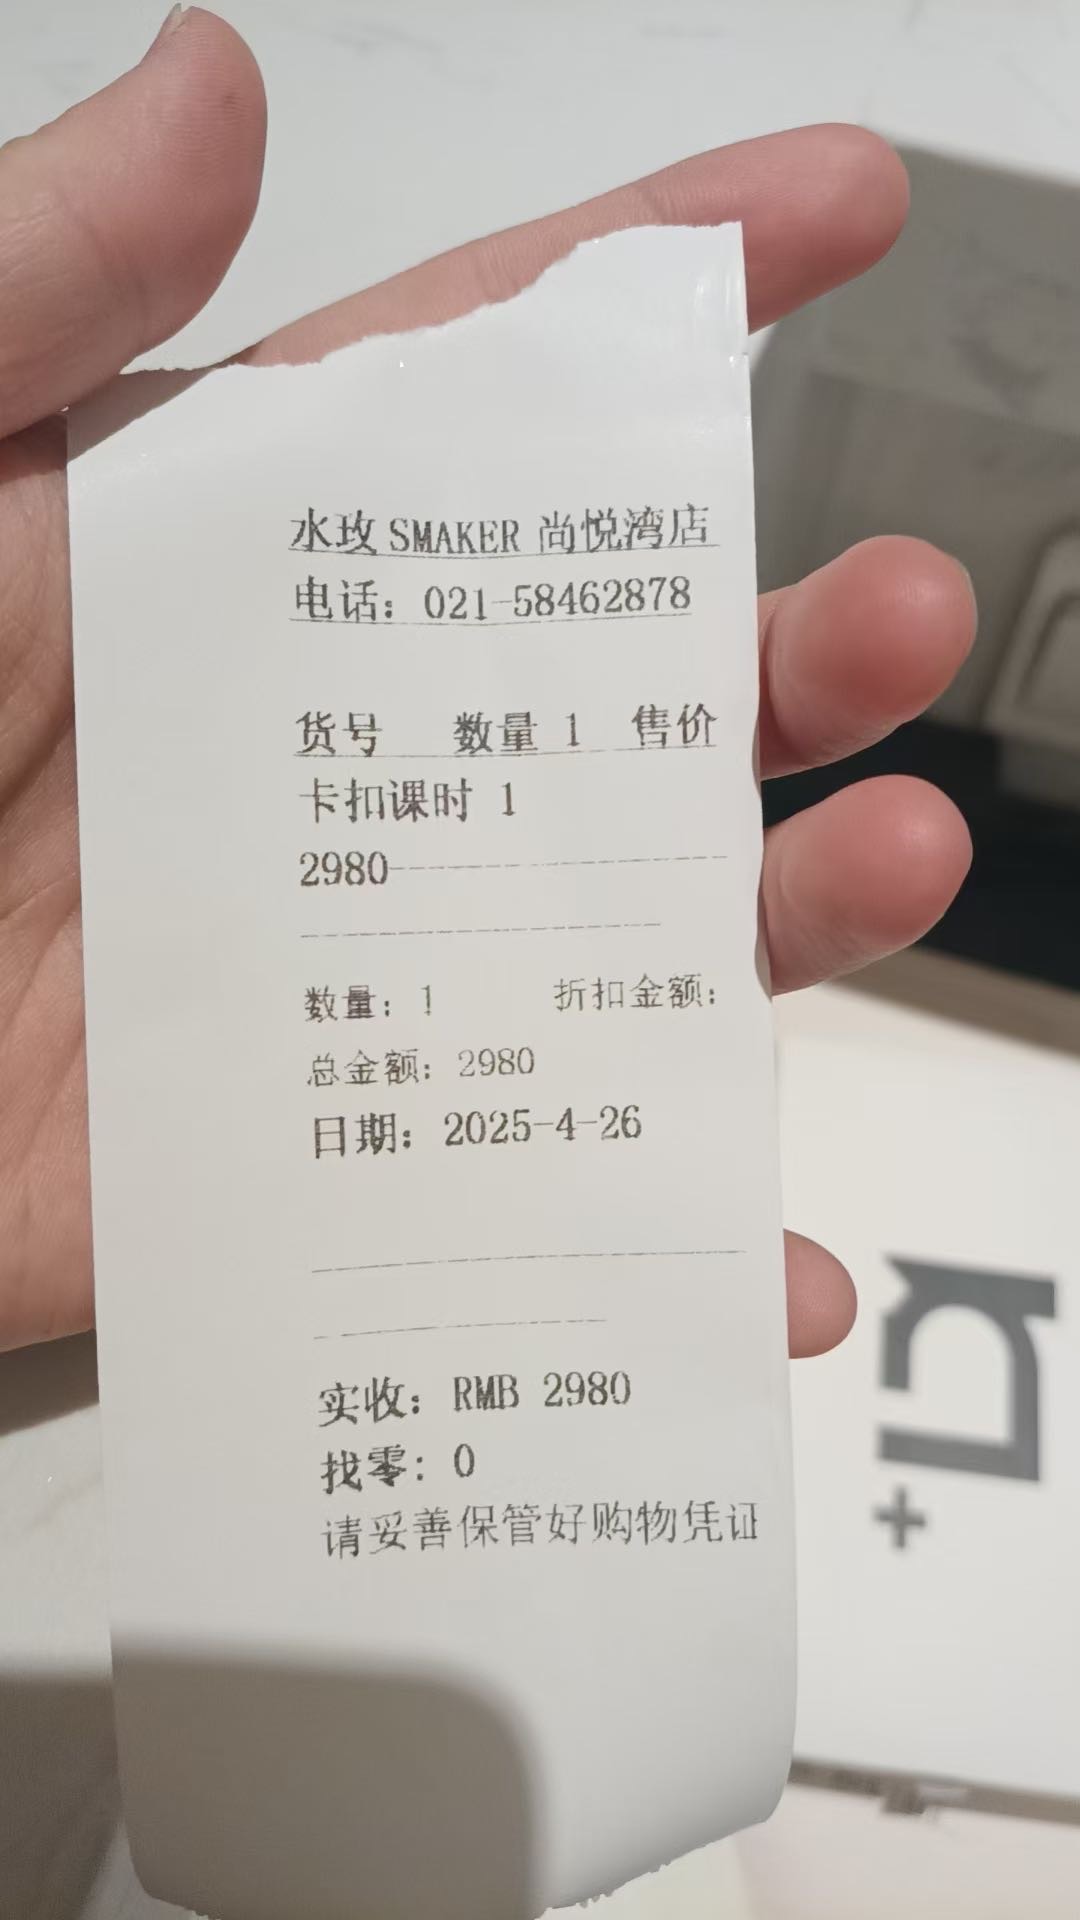 水玫 SMAKER 尚悦湾店
电话：021-58462878
货号 数量 1 售价
卡扣课时 1
2980
数量：1 折扣金额：
总金额：2980
日期：2025-4-26
实收：RMB 2980
找零：0
请妥善保管好购物凭证